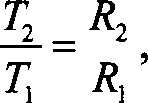 T₂/T₁ = R₂/R₁ ,